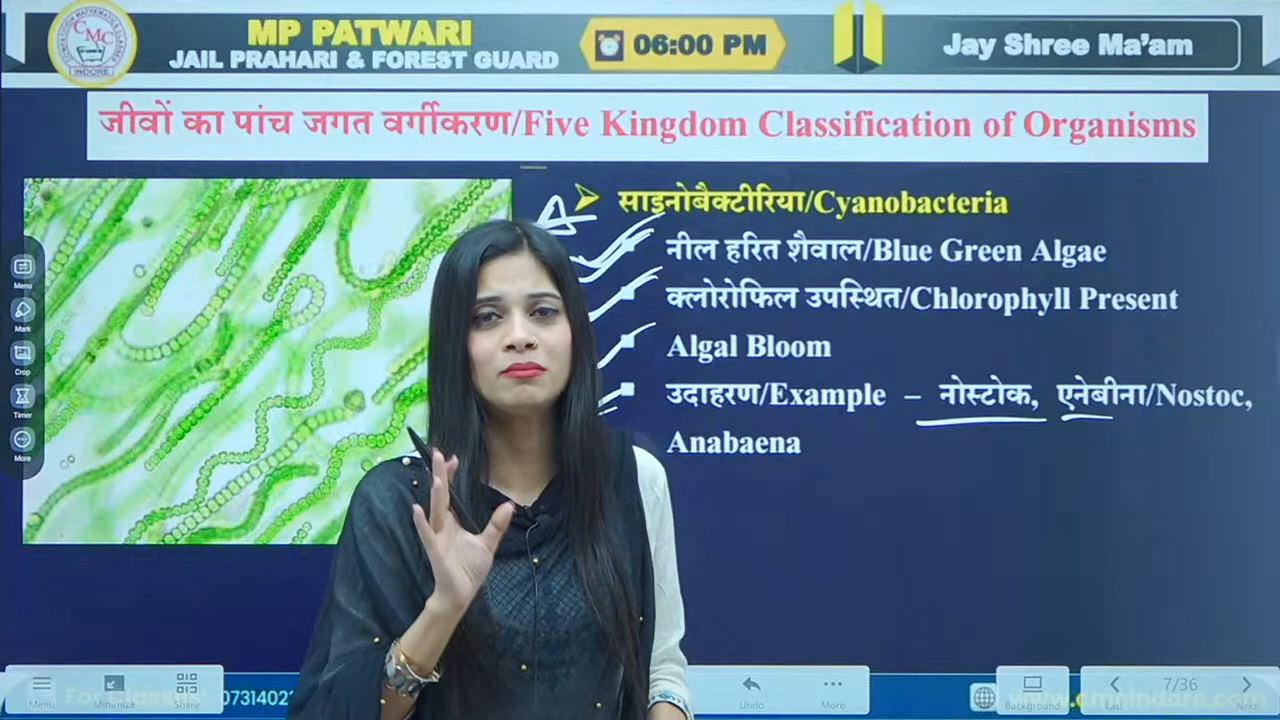 MP PATWARI
JAIL PRAHARI & FOREST GUARD
06:00 PM
Jay Shree Ma'am
CMC
INDORE
जीवों का पांच जगत वर्गीकरण/Five Kingdom Classification of Organisms
साइनोबैक्टीरिया/Cyanobacteria
नील हरित शैवाल/Blue Green Algae
क्लोरोफिल उपस्थित/Chlorophyll Present
Algal Bloom
उदाहरण/Example – नोस्टोक, एनेबीना/Nostoc,
Anabaena
Menu
Mark
Crop
Timer
More
Menu
Minimize
Share
Undo
More
Background
Last
7/36
Next